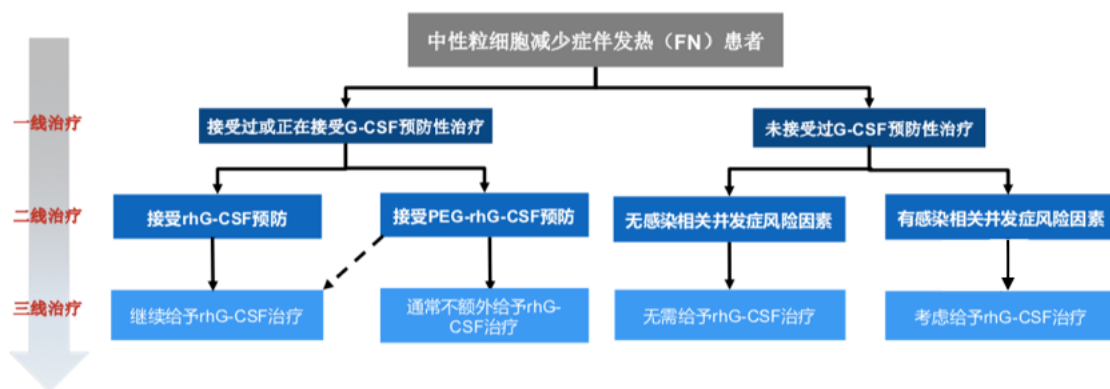 中性粒细胞减少症伴发热（FN）患者
一线治疗
接受过或正在接受G-CSF预防性治疗
未接受过G-CSF预防性治疗
二线治疗
接受rhG-CSF预防
接受PEG-rhG-CSF预防
无感染相关并发症风险因素
有感染相关并发症风险因素
三线治疗
继续给予rhG-CSF治疗
通常不额外给予rhG-
CSF治疗
无需给予rhG-CSF治疗
考虑给予rhG-CSF治疗